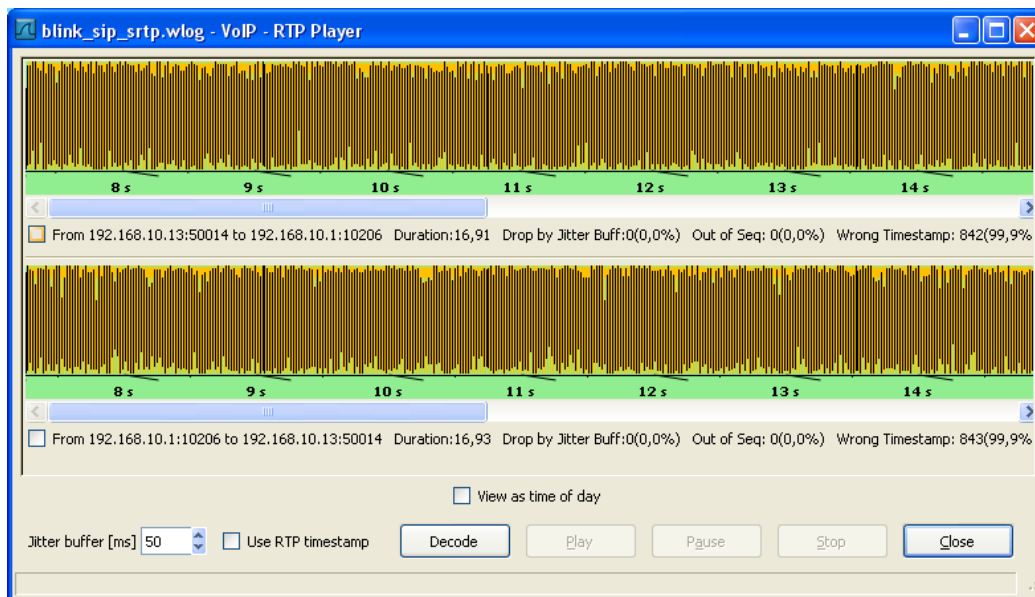 blink_sip_srtp.wlog - VoIP - RTP Player
8 s 9 s 10 s 11 s 12 s 13 s 14 s
From 192.168.10.13:50014 to 192.168.10.1:10206 Duration:16,91 Drop by Jitter Buff:0(0,0%) Out of Seq: 0(0,0%) Wrong Timestamp: 842(99,9%
8 s 9 s 10 s 11 s 12 s 13 s 14 s
From 192.168.10.1:10206 to 192.168.10.13:50014 Duration:16,93 Drop by Jitter Buff:0(0,0%) Out of Seq: 0(0,0%) Wrong Timestamp: 843(99,9%
View as time of day
Jitter buffer [ms] 50 Use RTP timestamp Decode Play Pause Stop Close